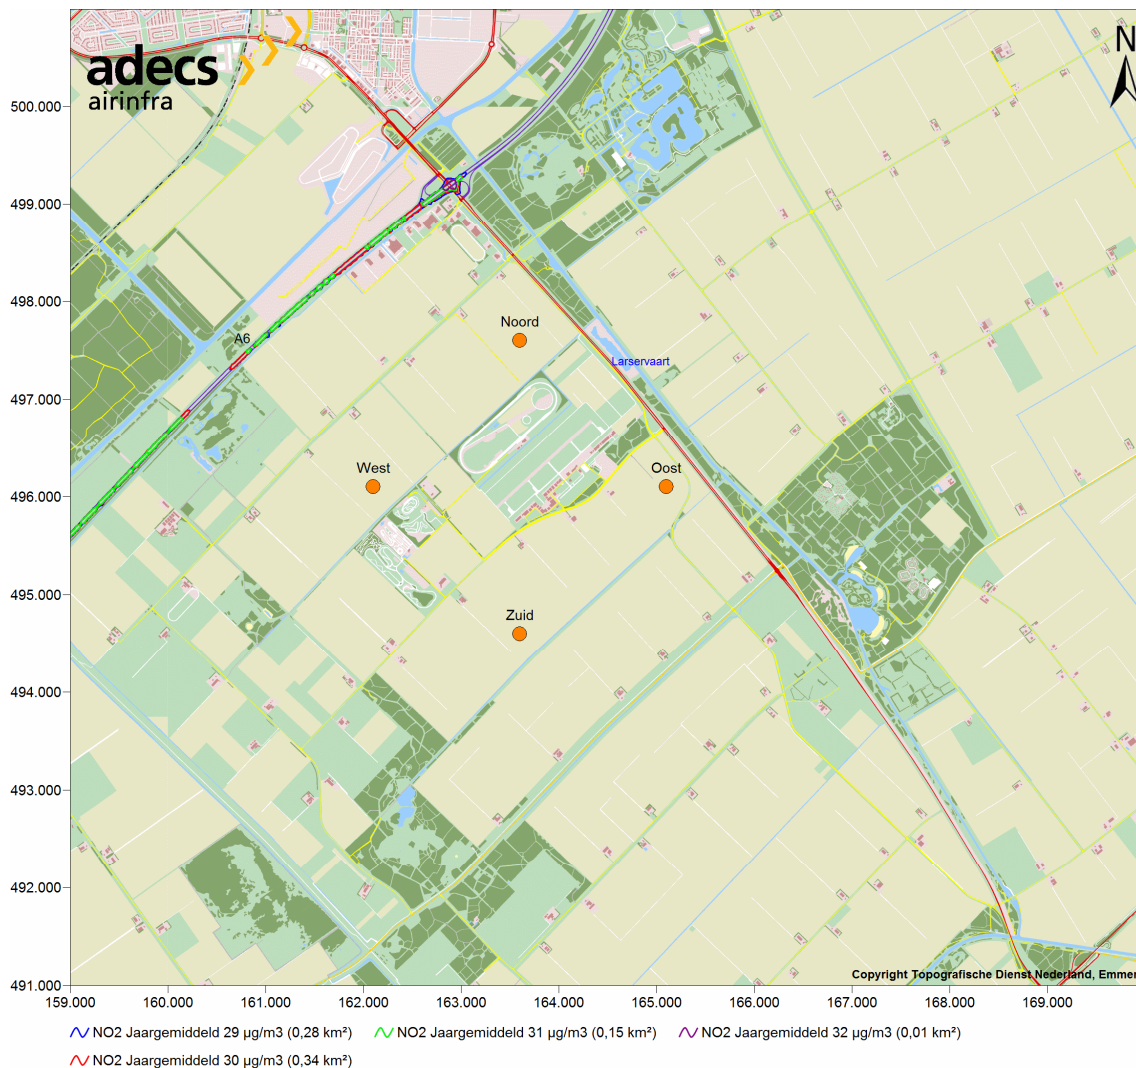 adecs
airinfra
N
500.000
499.000
498.000
497.000
496.000
495.000
494.000
493.000
492.000
491.000
A6
Noord
Larservaart
West
Oost
Zuid
Copyright Topografische Dienst Nederland, Emmen
159.000 160.000 161.000 162.000 163.000 164.000 165.000 166.000 167.000 168.000 169.000
NO2 Jaargemiddeld 29 µg/m3 (0,28 km²) NO2 Jaargemiddeld 31 µg/m3 (0,15 km²) NO2 Jaargemiddeld 32 µg/m3 (0,01 km²)
NO2 Jaargemiddeld 30 µg/m3 (0,34 km²)